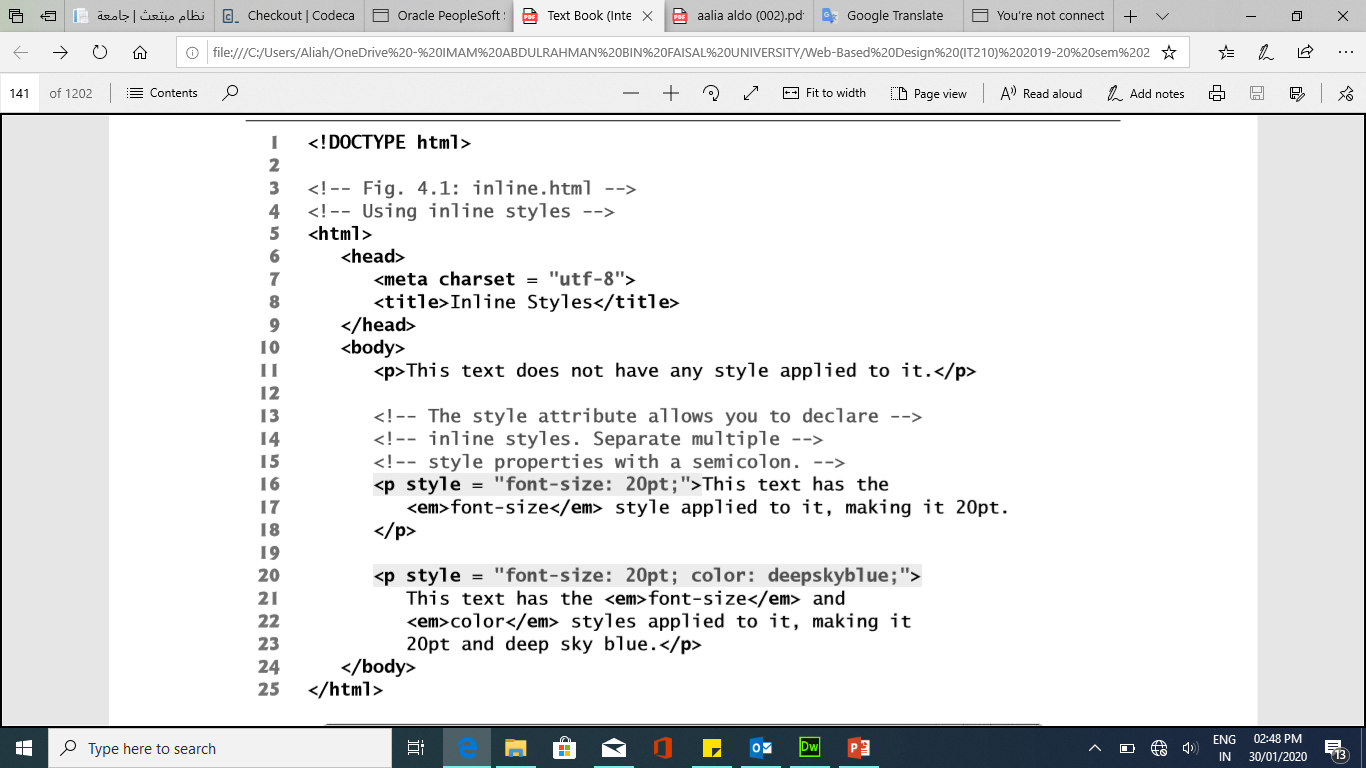 نظام مبتعث | جامعة
Checkout | Codeca
Oracle PeopleSoft S
Text Book (Inte
aalia aldo (002).pd
Google Translate
You're not connect
file:///C:/Users/Aliah/OneDrive%20-%20IMAM%20ABDULRAHMAN%20BIN%20FAISAL%20UNIVERSITY/Web-Based%20Design%20(IT210)%202019-20%20sem%202
141 of 1202 Contents Fit to width Page view Read aloud Add notes
1 <!DOCTYPE html>
2
3 <!-- Fig. 4.1: inline.html -->
4 <!-- Using inline styles -->
5 <html>
6 <head>
7 <meta charset = "utf-8">
8 <title>Inline Styles</title>
9 </head>
10 <body>
11 <p>This text does not have any style applied to it.</p>
12
13 <!-- The style attribute allows you to declare -->
14 <!-- inline styles. Separate multiple -->
15 <!-- style properties with a semicolon. -->
16 <p style = "font-size: 20pt;">This text has the
17 <em>font-size</em> style applied to it, making it 20pt.
18 </p>
19
20 <p style = "font-size: 20pt; color: deepskyblue;">
21 This text has the <em>font-size</em> and
22 <em>color</em> styles applied to it, making it
23 20pt and deep sky blue.</p>
24 </body>
25 </html>
Type here to search
Dw
ENG
IN
02:48 PM
30/01/2020
13